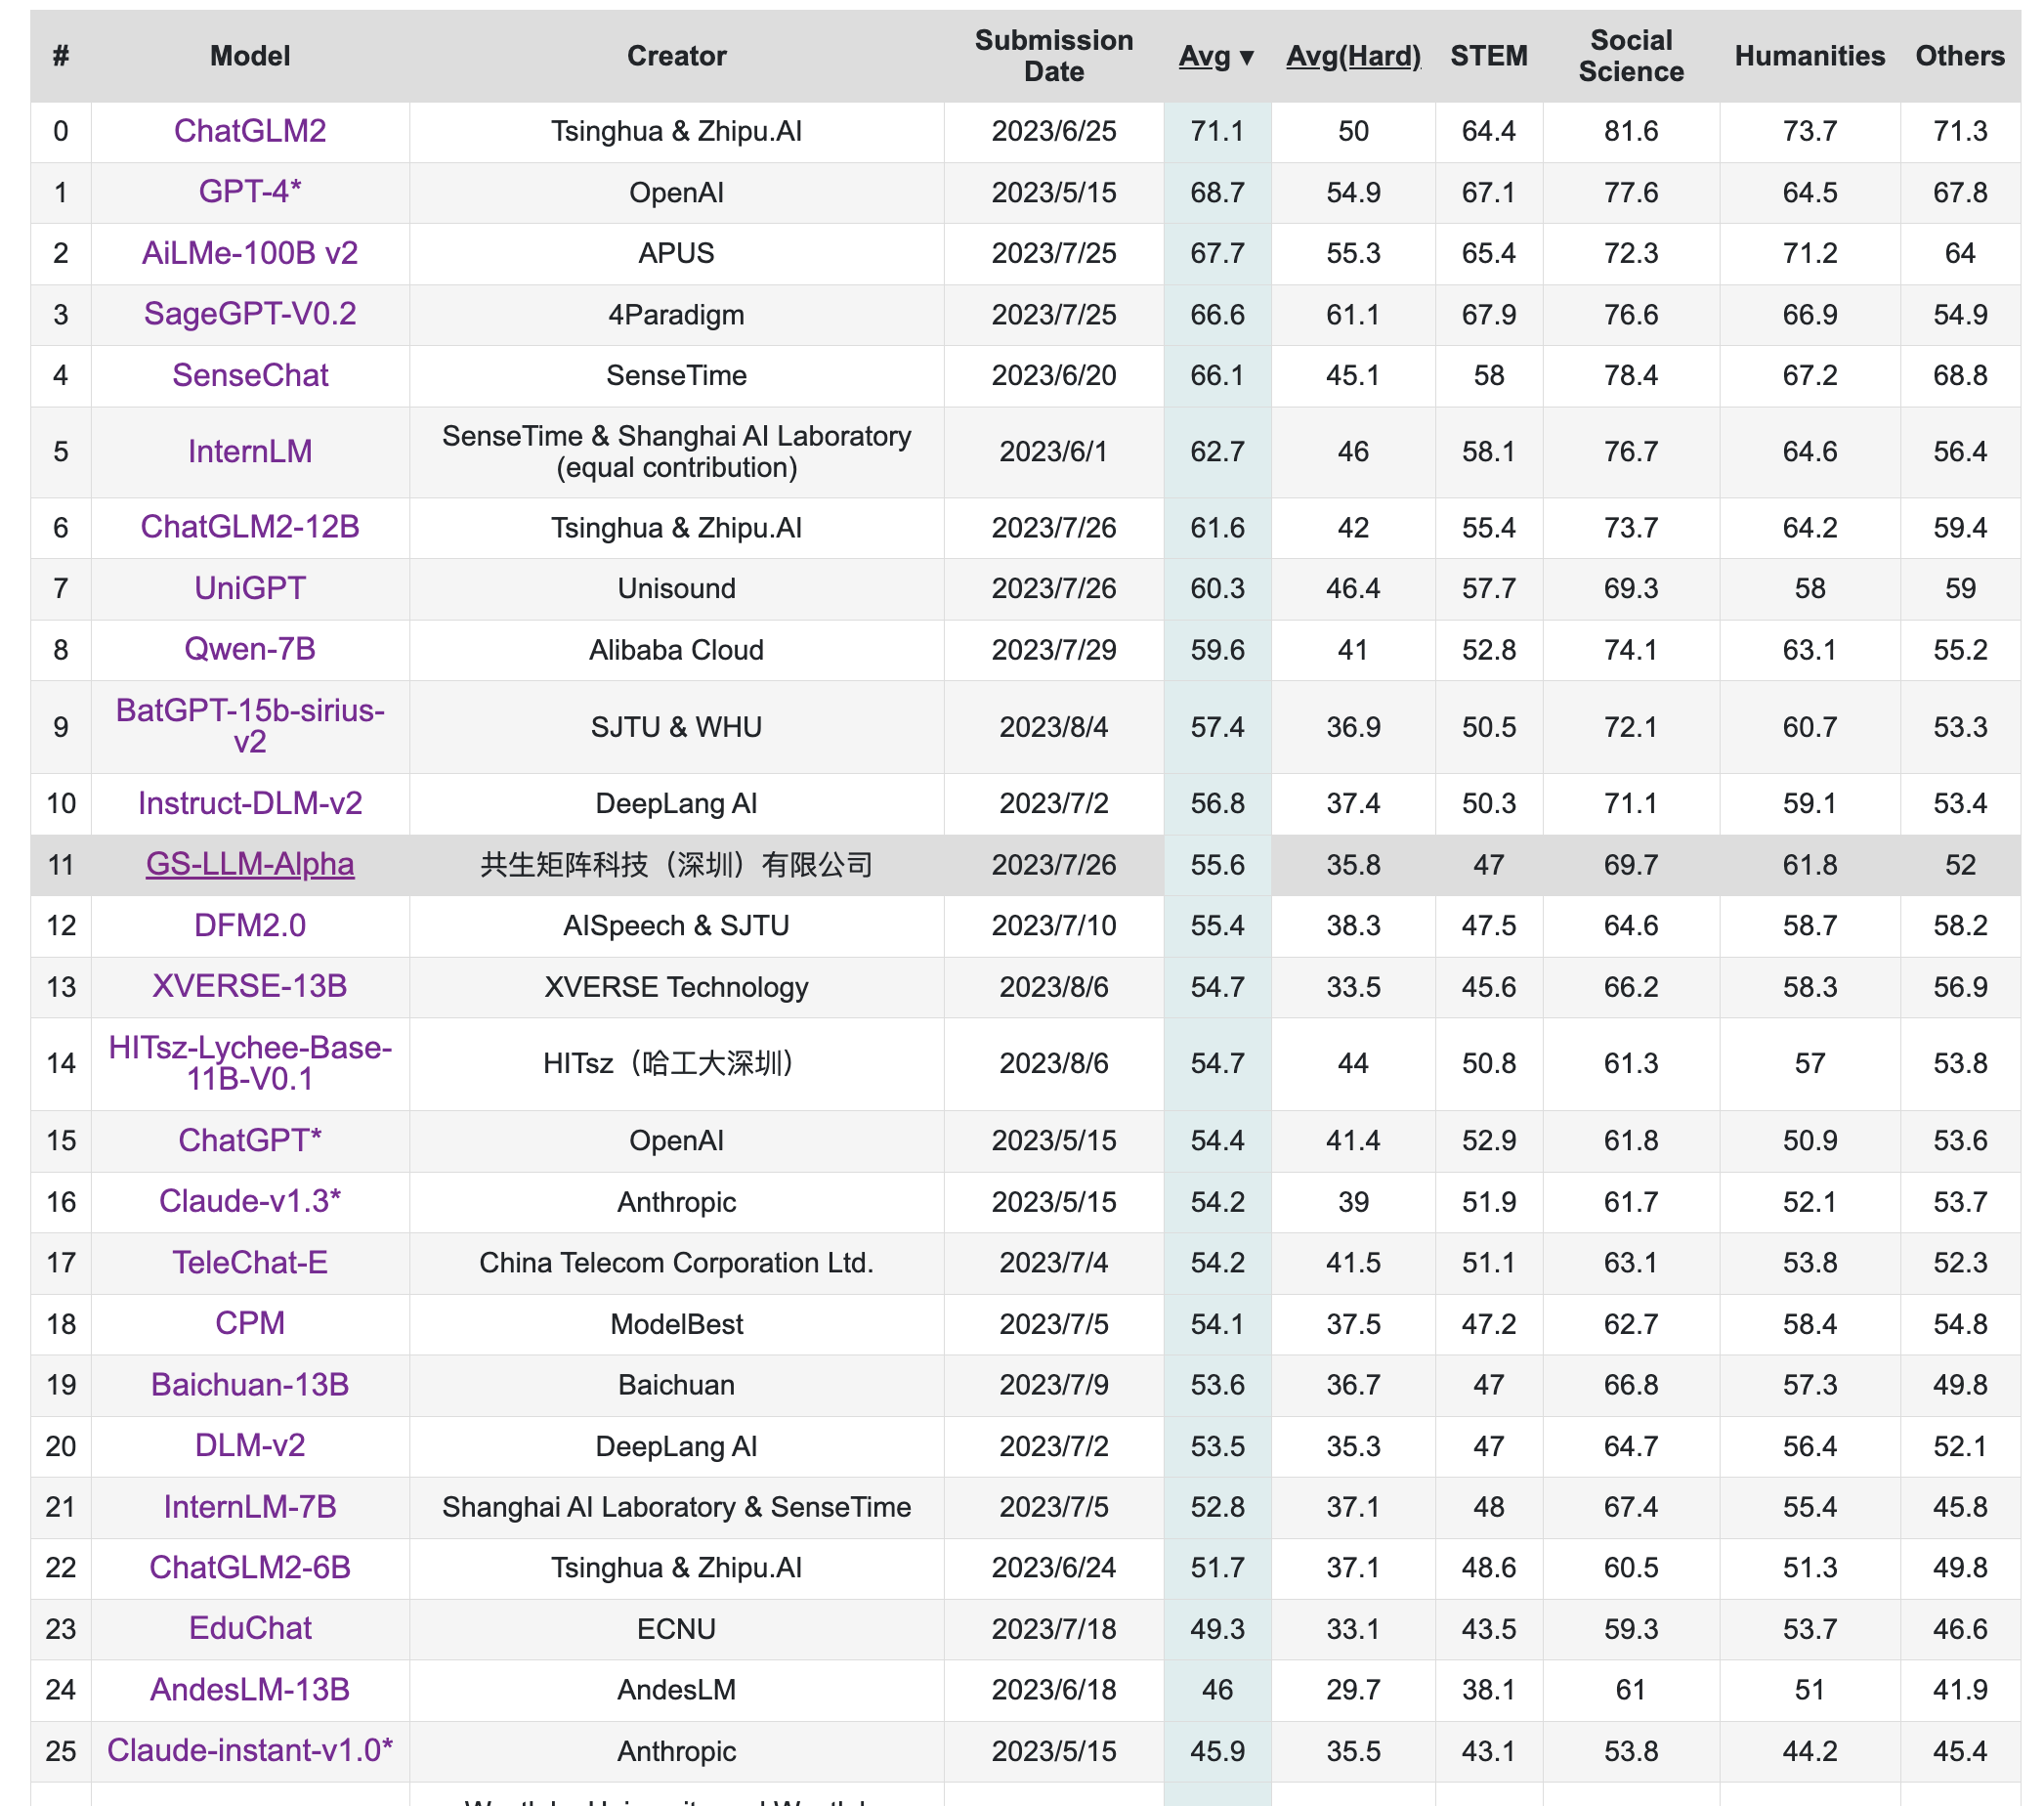 # Model Creator Submission Date Avg ▼ Avg(Hard) STEM Social Science Humanities Others
0 ChatGLM2 Tsinghua & Zhipu.AI 2023/6/25 71.1 50 64.4 81.6 73.7 71.3
1 GPT-4* OpenAI 2023/5/15 68.7 54.9 67.1 77.6 64.5 67.8
2 AiLMe-100B v2 APUS 2023/7/25 67.7 55.3 65.4 72.3 71.2 64
3 SageGPT-V0.2 4Paradigm 2023/7/25 66.6 61.1 67.9 76.6 66.9 54.9
4 SenseChat SenseTime 2023/6/20 66.1 45.1 58 78.4 67.2 68.8
5 InternLM SenseTime & Shanghai AI Laboratory (equal contribution) 2023/6/1 62.7 46 58.1 76.7 64.6 56.4
6 ChatGLM2-12B Tsinghua & Zhipu.AI 2023/7/26 61.6 42 55.4 73.7 64.2 59.4
7 UniGPT Unisound 2023/7/26 60.3 46.4 57.7 69.3 58 59
8 Qwen-7B Alibaba Cloud 2023/7/29 59.6 41 52.8 74.1 63.1 55.2
9 BatGPT-15b-sirius-v2 SJTU & WHU 2023/8/4 57.4 36.9 50.5 72.1 60.7 53.3
10 Instruct-DLM-v2 DeepLang AI 2023/7/2 56.8 37.4 50.3 71.1 59.1 53.4
11 GS-LLM-Alpha 共生矩阵科技（深圳）有限公司 2023/7/26 55.6 35.8 47 69.7 61.8 52
12 DFM2.0 AISpeech & SJTU 2023/7/10 55.4 38.3 47.5 64.6 58.7 58.2
13 XVERSE-13B XVERSE Technology 2023/8/6 54.7 33.5 45.6 66.2 58.3 56.9
14 HITsz-Lychee-Base-11B-V0.1 HITsz（哈工大深圳） 2023/8/6 54.7 44 50.8 61.3 57 53.8
15 ChatGPT* OpenAI 2023/5/15 54.4 41.4 52.9 61.8 50.9 53.6
16 Claude-v1.3* Anthropic 2023/5/15 54.2 39 51.9 61.7 52.1 53.7
17 TeleChat-E China Telecom Corporation Ltd. 2023/7/4 54.2 41.5 51.1 63.1 53.8 52.3
18 CPM ModelBest 2023/7/5 54.1 37.5 47.2 62.7 58.4 54.8
19 Baichuan-13B Baichuan 2023/7/9 53.6 36.7 47 66.8 57.3 49.8
20 DLM-v2 DeepLang AI 2023/7/2 53.5 35.3 47 64.7 56.4 52.1
21 InternLM-7B Shanghai AI Laboratory & SenseTime 2023/7/5 52.8 37.1 48 67.4 55.4 45.8
22 ChatGLM2-6B Tsinghua & Zhipu.AI 2023/6/24 51.7 37.1 48.6 60.5 51.3 49.8
23 EduChat ECNU 2023/7/18 49.3 33.1 43.5 59.3 53.7 46.6
24 AndesLM-13B AndesLM 2023/6/18 46 29.7 38.1 61 51 41.9
25 Claude-instant-v1.0* Anthropic 2023/5/15 45.9 35.5 43.1 53.8 44.2 45.4